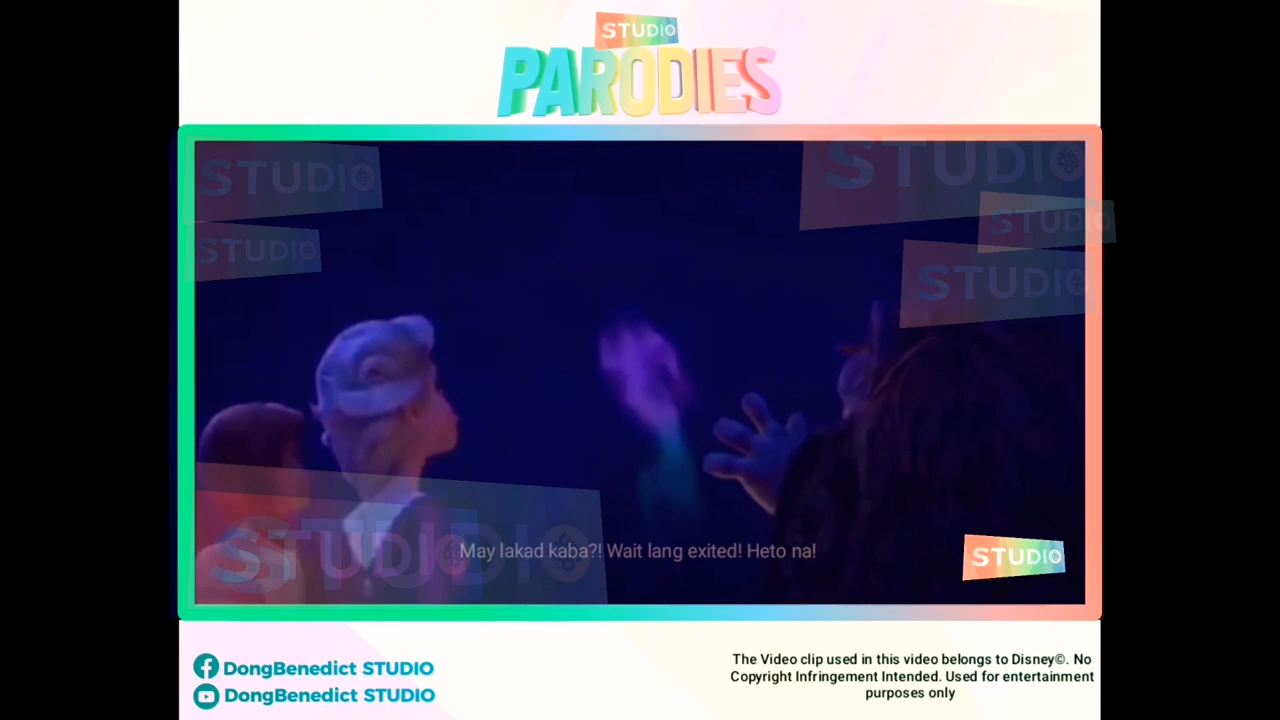 STUDIO
PARODIES
STUDIO
STUDIO
STUDIO
STUDIO
STUDIO
STUDIO
May lakad kaba?! Wait lang exited! Heto na!
STUDIO
DongBenedict STUDIO
DongBenedict STUDIO
The Video clip used in this video belongs to Disney©. No
Copyright Infringement Intended. Used for entertainment
purposes only